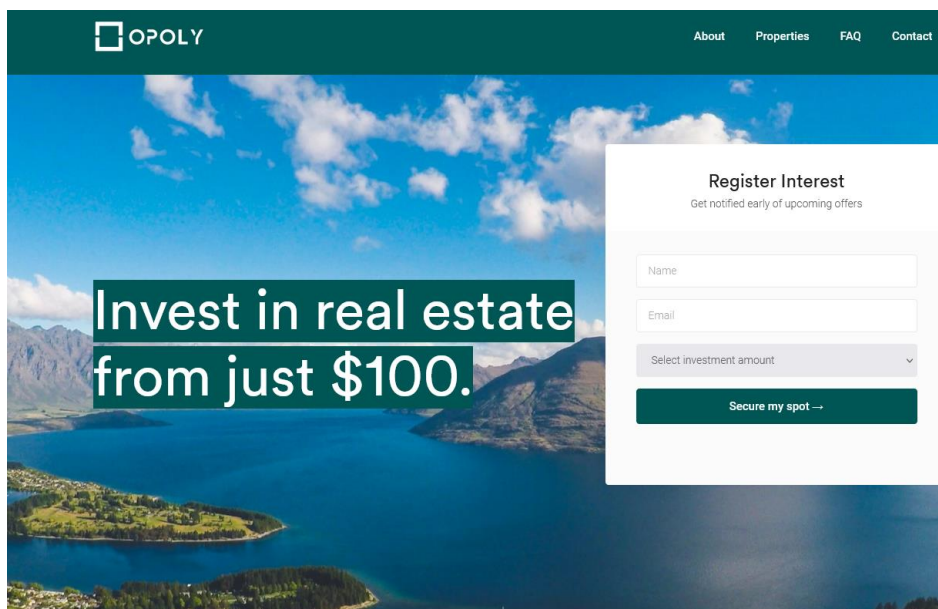 OPOLY
About Properties FAQ Contact
Register Interest
Get notified early of upcoming offers
Name
Email
Select investment amount
Secure my spot →
Invest in real estate
from just $100.